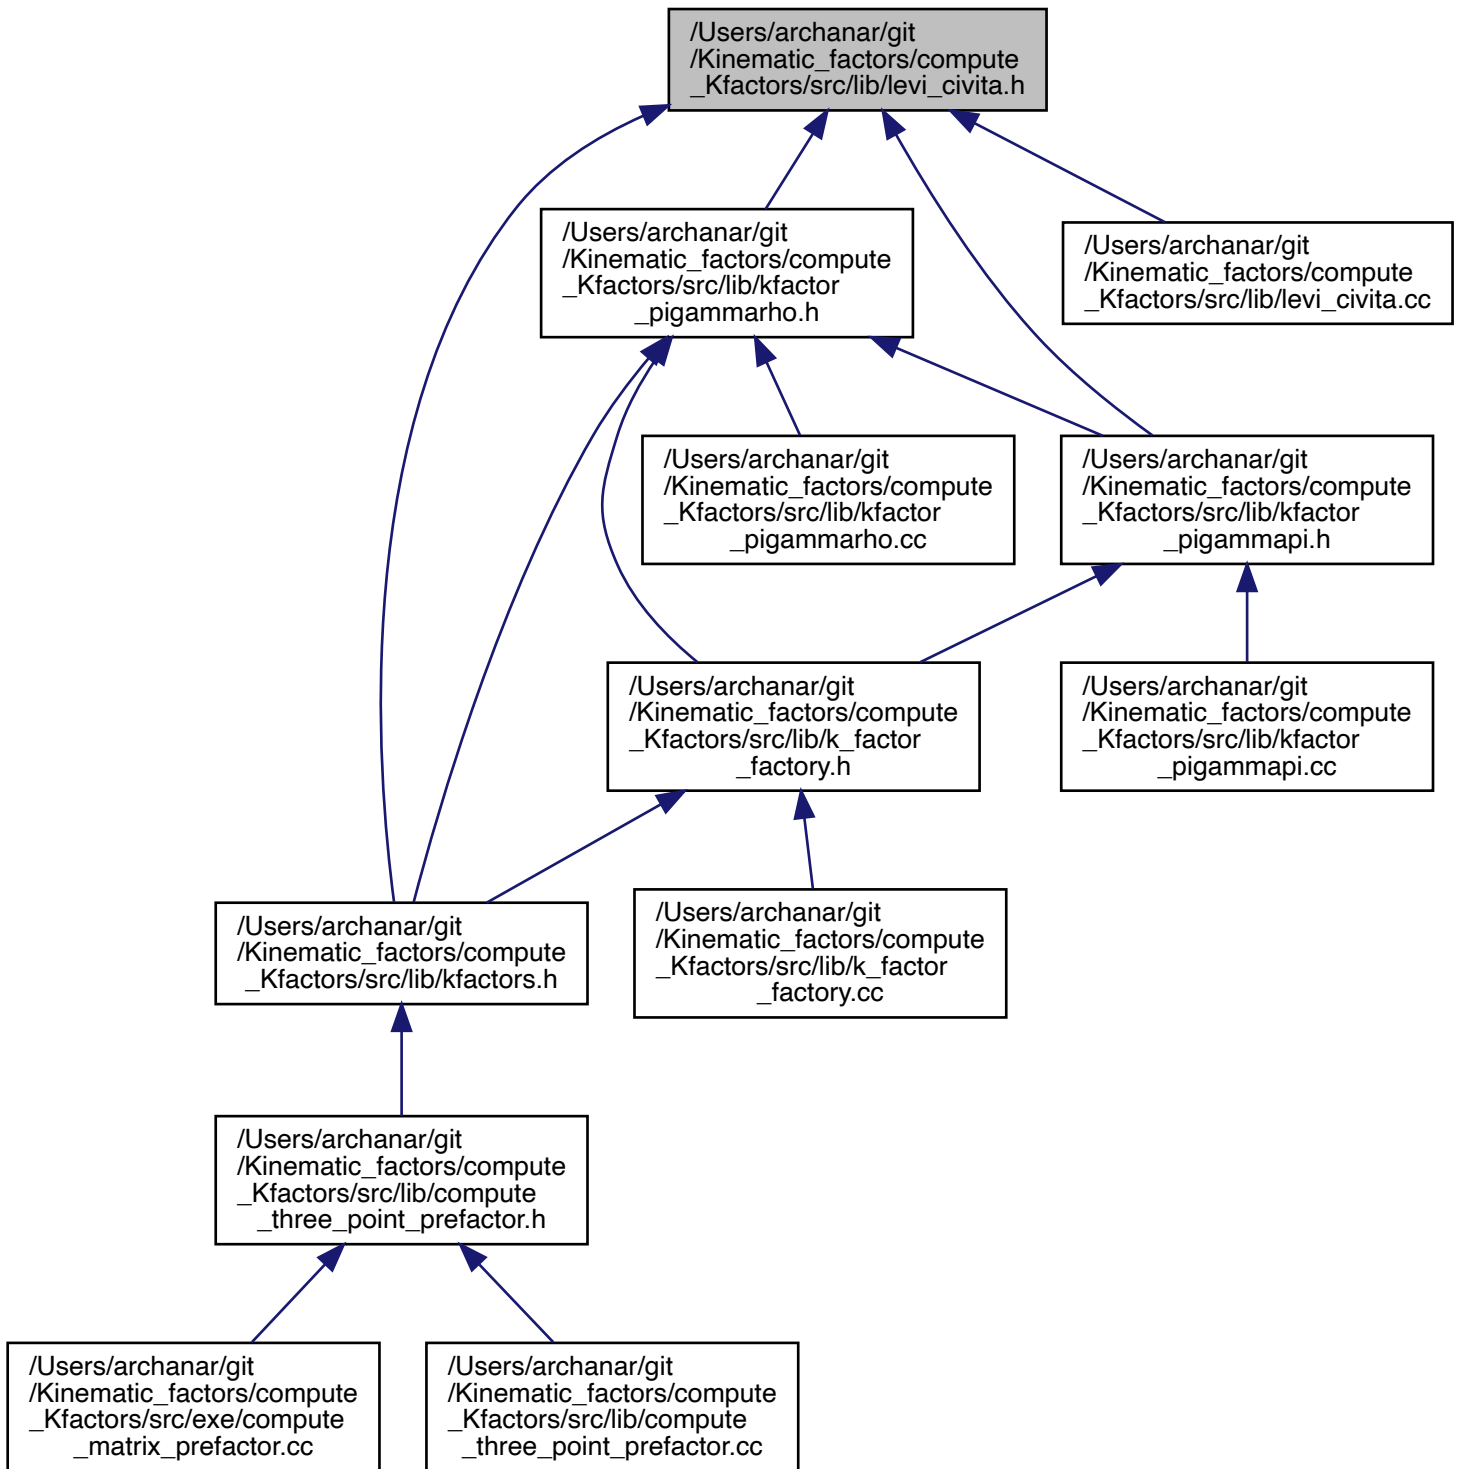 /Users/archanar/git
/Kinematic_factors/compute
_Kfactors/src/lib/levi_civita.h
/Users/archanar/git
/Kinematic_factors/compute
_Kfactors/src/lib/kfactor
_pigammarho.h
/Users/archanar/git
/Kinematic_factors/compute
_Kfactors/src/lib/levi_civita.cc
/Users/archanar/git
/Kinematic_factors/compute
_Kfactors/src/lib/kfactor
_pigammarho.cc
/Users/archanar/git
/Kinematic_factors/compute
_Kfactors/src/lib/kfactor
_pigammapi.h
/Users/archanar/git
/Kinematic_factors/compute
_Kfactors/src/lib/k_factor
_factory.h
/Users/archanar/git
/Kinematic_factors/compute
_Kfactors/src/lib/kfactor
_pigammapi.cc
/Users/archanar/git
/Kinematic_factors/compute
_Kfactors/src/lib/kfactors.h
/Users/archanar/git
/Kinematic_factors/compute
_Kfactors/src/lib/k_factor
_factory.cc
/Users/archanar/git
/Kinematic_factors/compute
_Kfactors/src/lib/compute
_three_point_prefactor.h
/Users/archanar/git
/Kinematic_factors/compute
_Kfactors/src/exe/compute
_matrix_prefactor.cc
/Users/archanar/git
/Kinematic_factors/compute
_Kfactors/src/lib/compute
_three_point_prefactor.cc